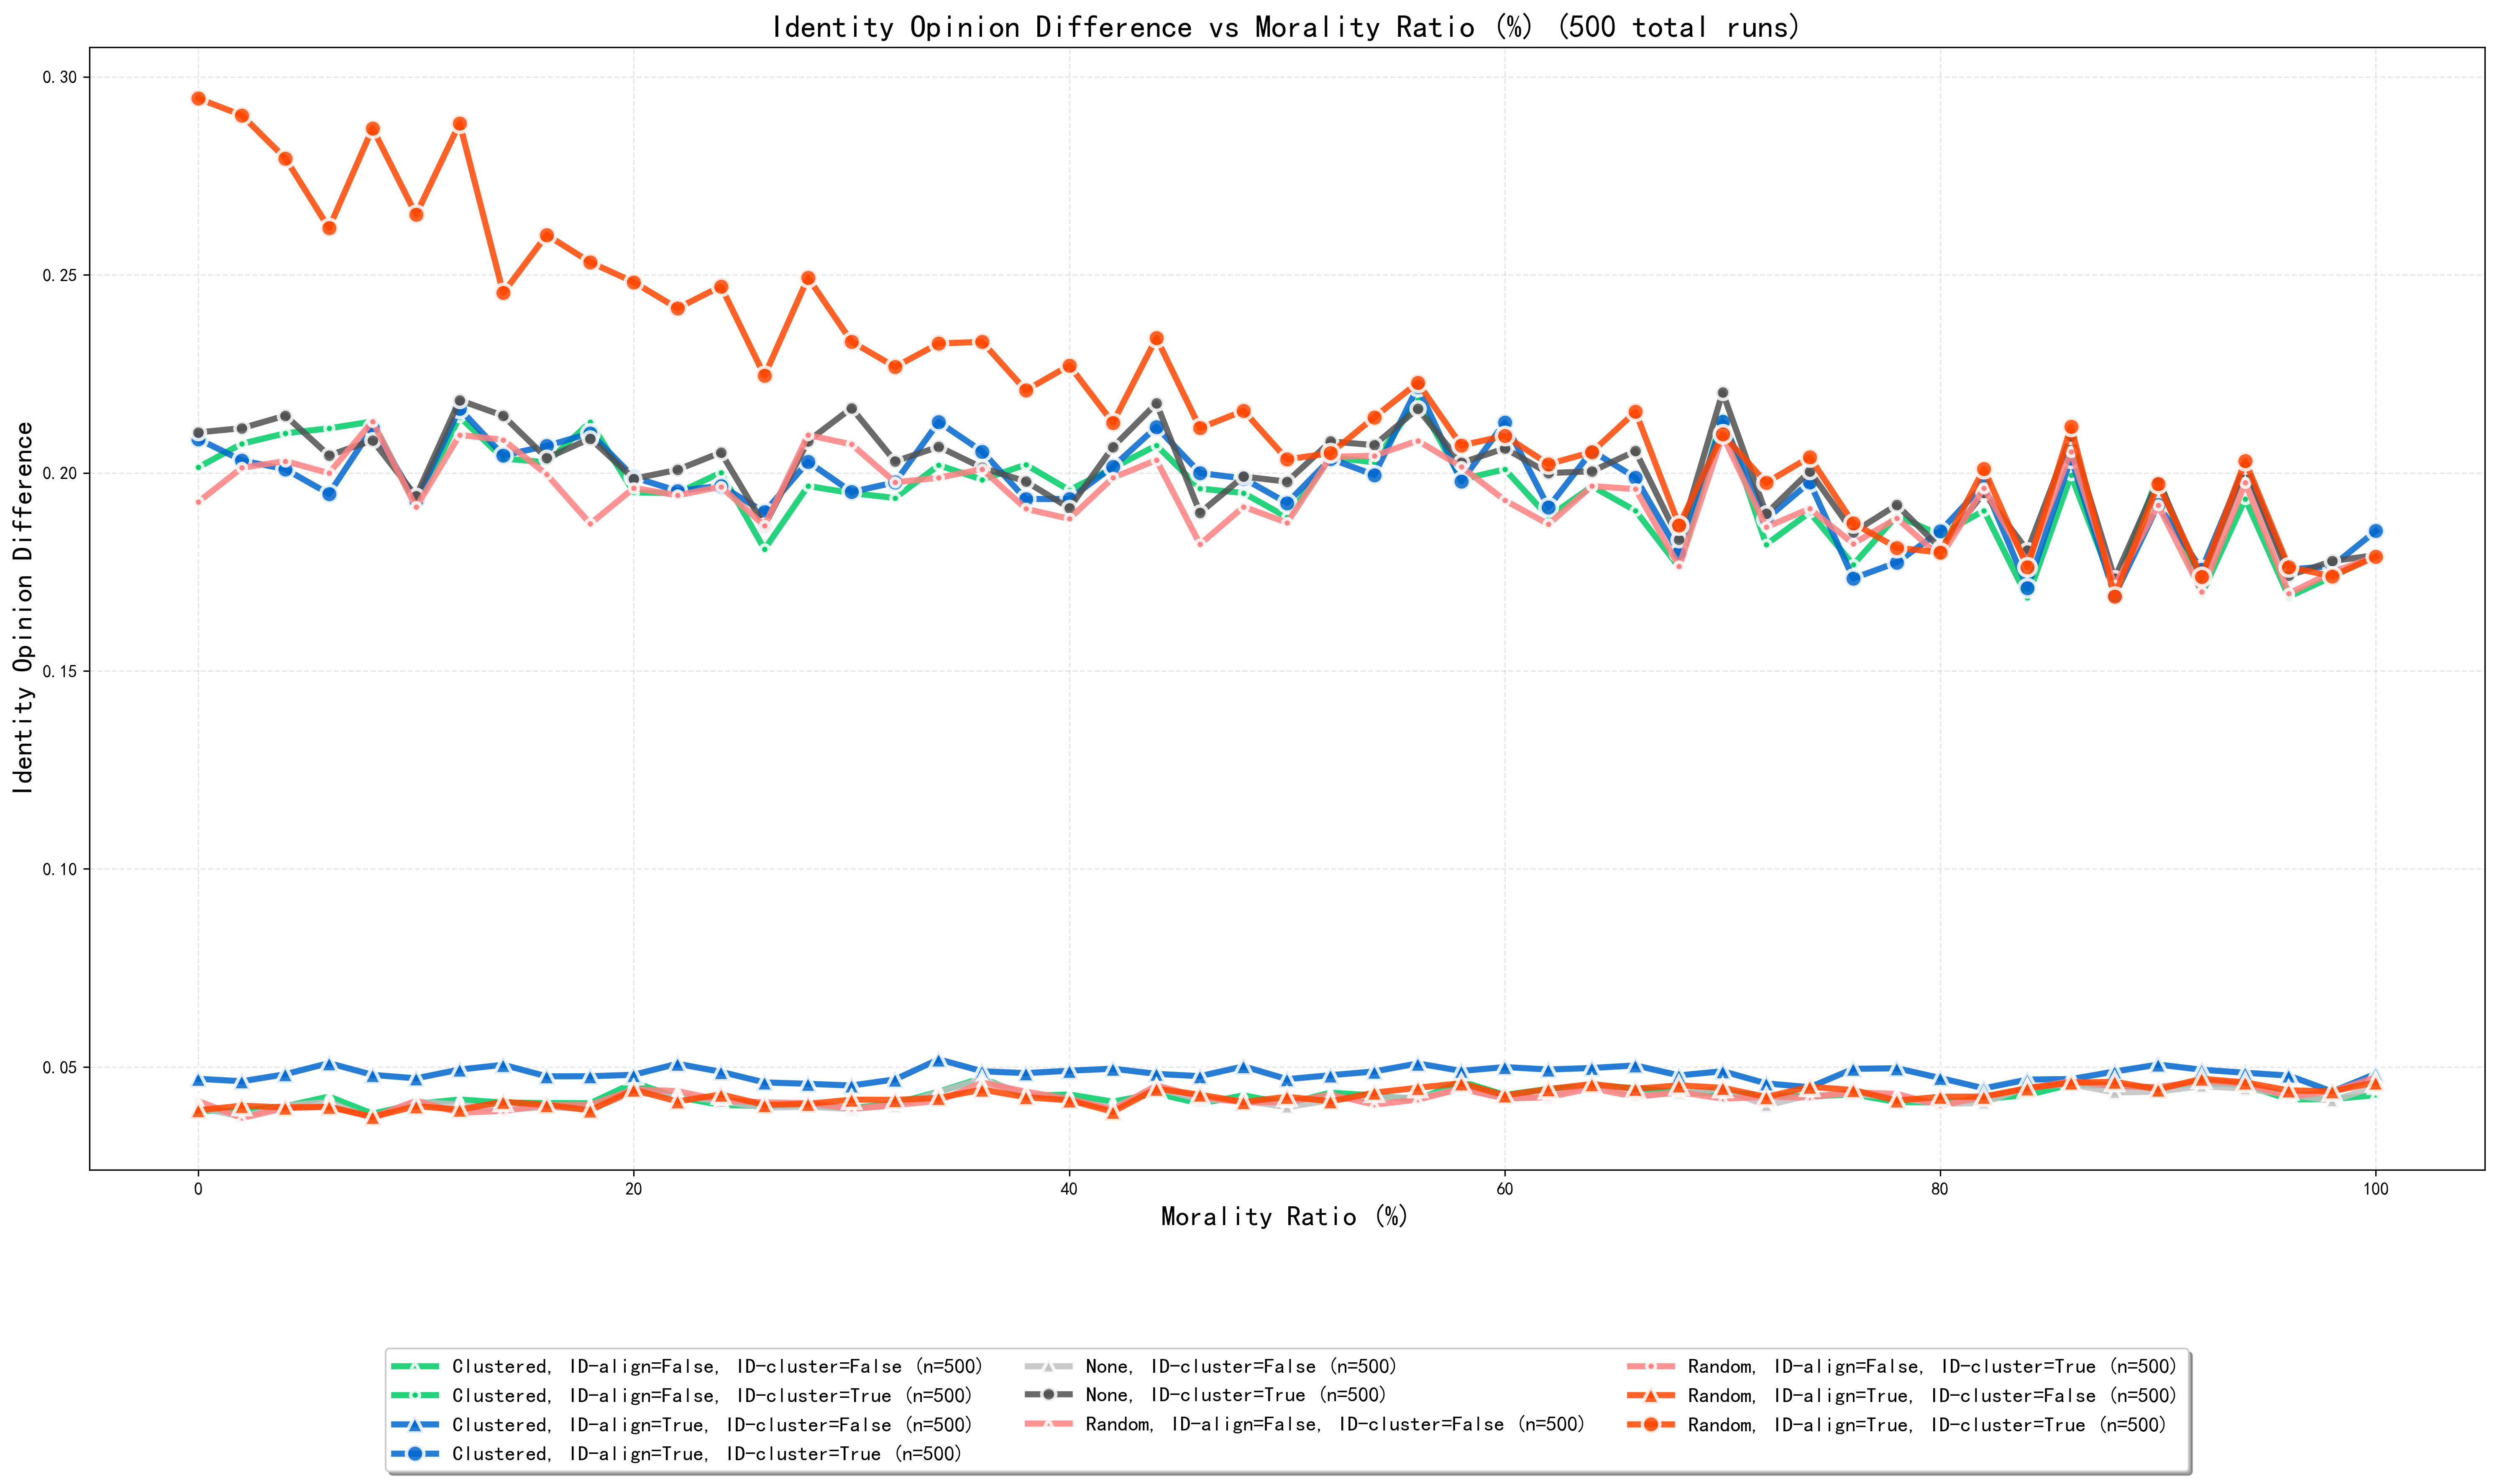 Identity Opinion Difference vs Morality Ratio (%) (500 total runs)
Identity Opinion Difference
0.30
0.25
0.20
0.15
0.10
0.05
0
20
40
60
80
100
Morality Ratio (%)
Clustered, ID-align=False, ID-cluster=False (n=500)
Clustered, ID-align=False, ID-cluster=True (n=500)
Clustered, ID-align=True, ID-cluster=False (n=500)
Clustered, ID-align=True, ID-cluster=True (n=500)
None, ID-cluster=False (n=500)
None, ID-cluster=True (n=500)
Random, ID-align=False, ID-cluster=False (n=500)
Random, ID-align=False, ID-cluster=True (n=500)
Random, ID-align=True, ID-cluster=False (n=500)
Random, ID-align=True, ID-cluster=True (n=500)